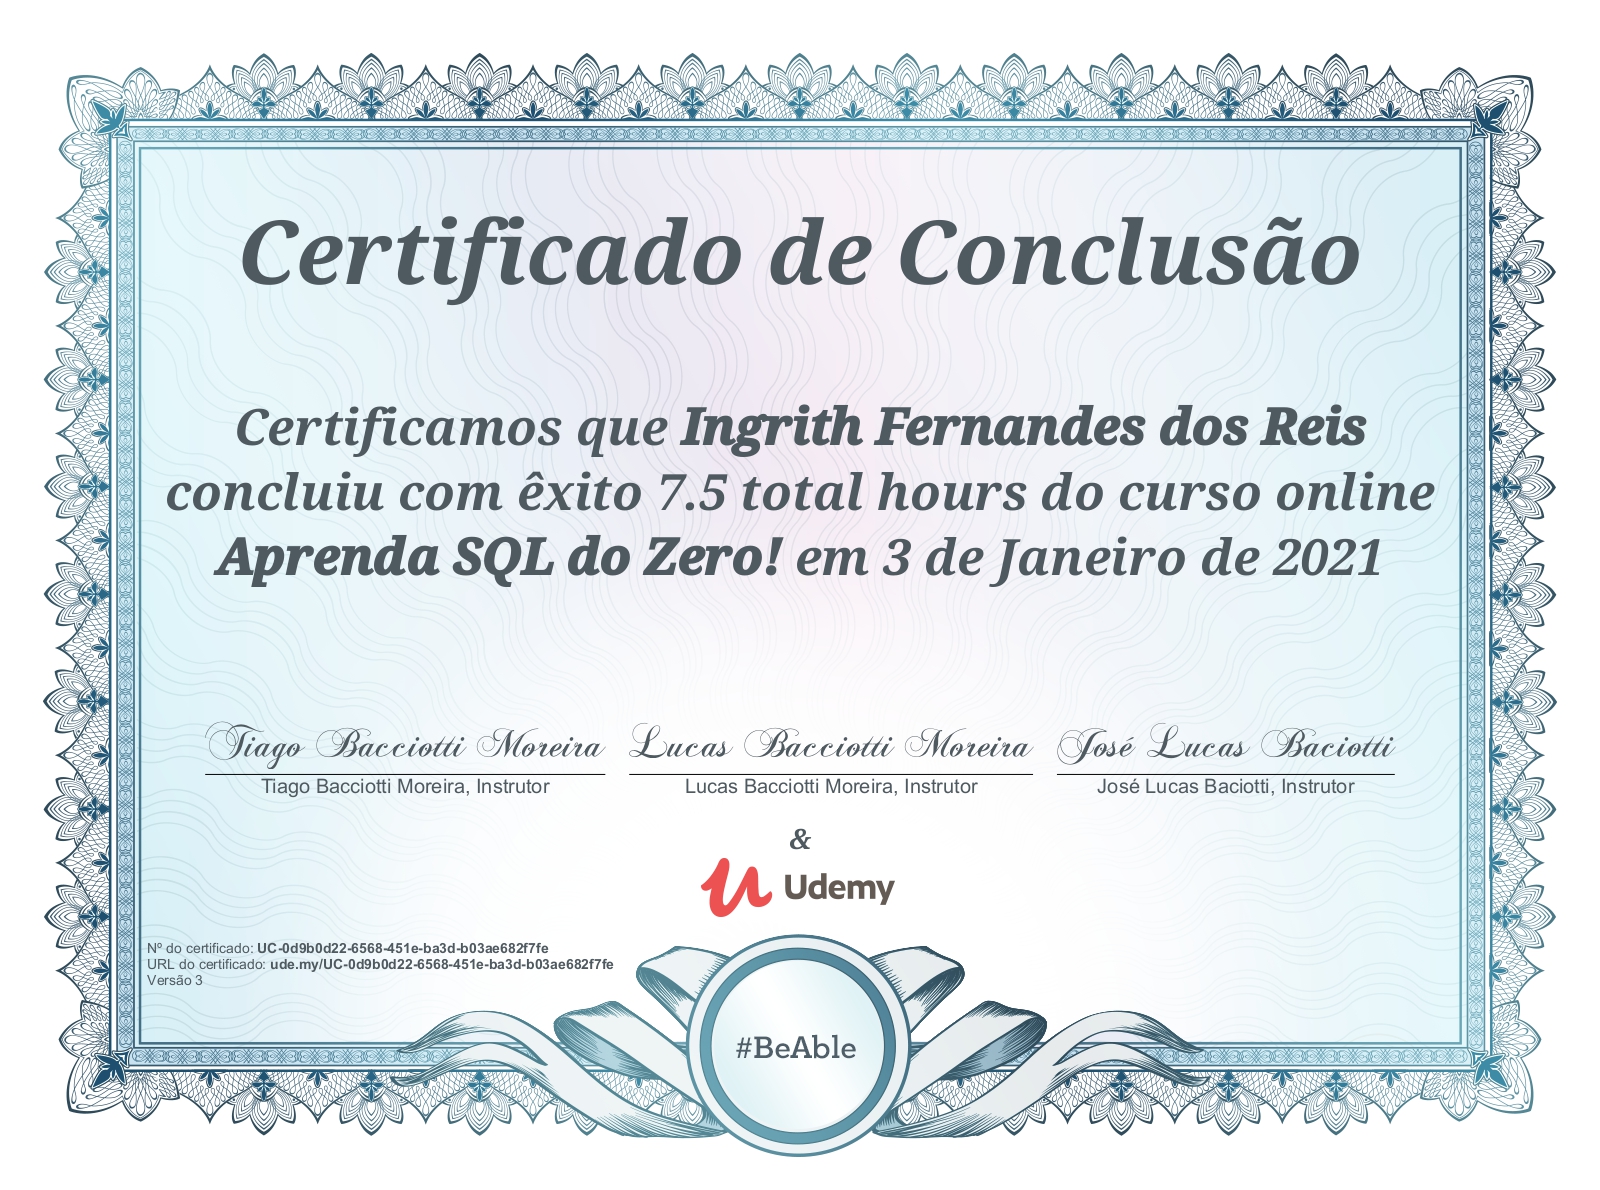 Certificado de Conclusão
Certificamos que Ingrith Fernandes dos Reis
concluiu com êxito 7.5 total hours do curso online
Aprenda SQL do Zero! em 3 de Janeiro de 2021
Tiago Bacciotti Moreira Lucas Bacciotti Moreira José Lucas Baciotti
Tiago Bacciotti Moreira, Instrutor Lucas Bacciotti Moreira, Instrutor José Lucas Baciotti, Instrutor
&
Udemy
Nº do certificado: UC-0d9b0d22-6568-451e-ba3d-b03ae682f7fe
URL do certificado: ude.my/UC-0d9b0d22-6568-451e-ba3d-b03ae682f7fe
Versão 3
#BeAble